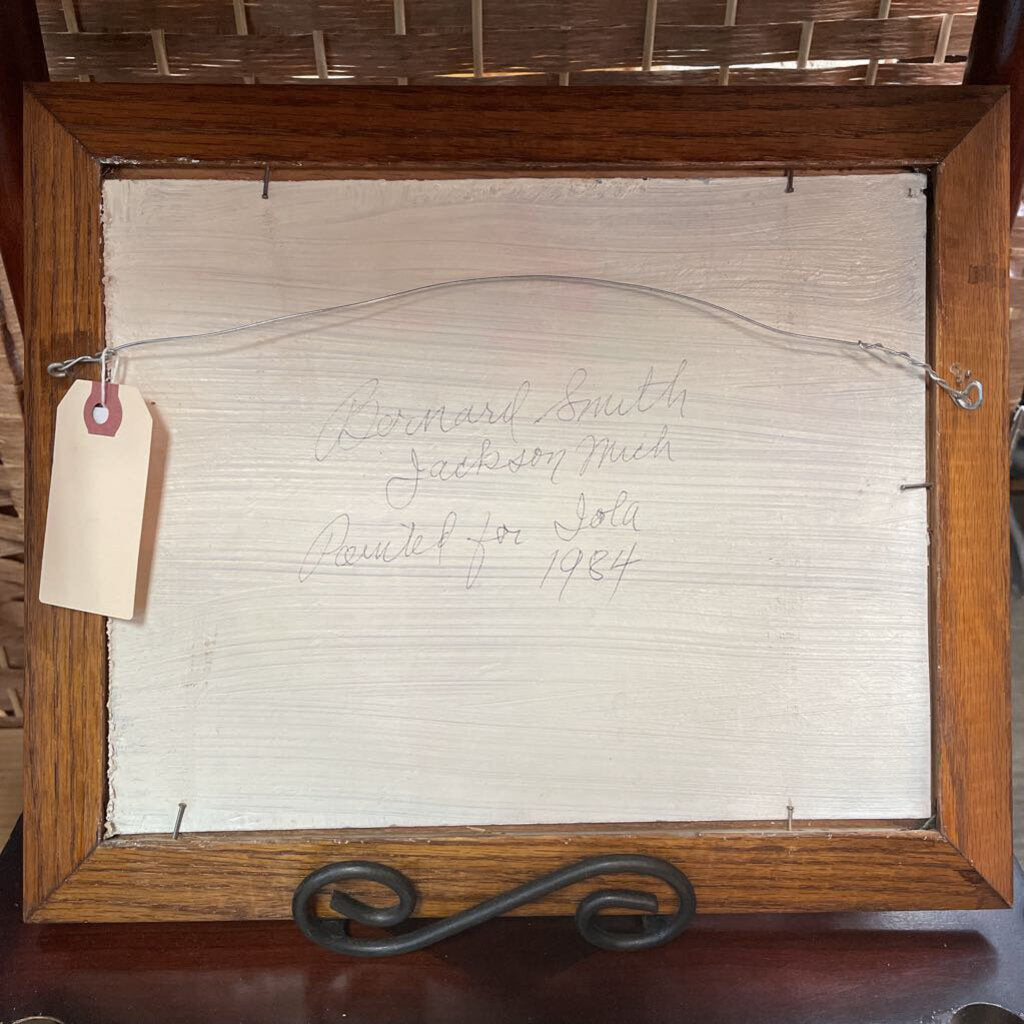 Bernard Smith
Jackson Mich
Painted for Iola
1984